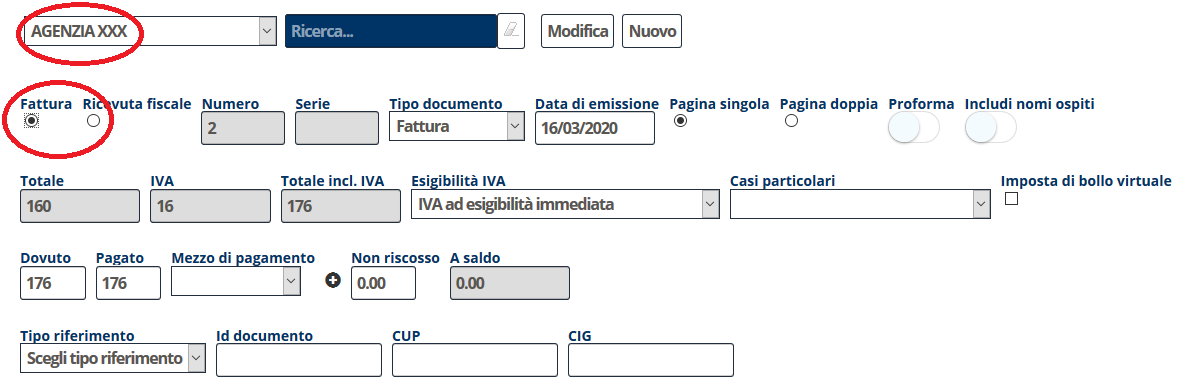 AGENZIA XXX Ricerca... Modifica Nuovo
Fattura Ricevuta fiscale Numero Serie Tipo documento Data di emissione Pagina singola Pagina doppia Proforma Includi nomi ospiti
2 Fattura 16/03/2020
Totale IVA Totale incl. IVA Esigibilità IVA Casi particolari Imposta di bollo virtuale
160 16 176 IVA ad esigibilità immediata
Dovuto Pagato Mezzo di pagamento Non riscosso A saldo
176 176 0.00 0.00
Tipo riferimento Id documento CUP CIG
Scegli tipo riferimento